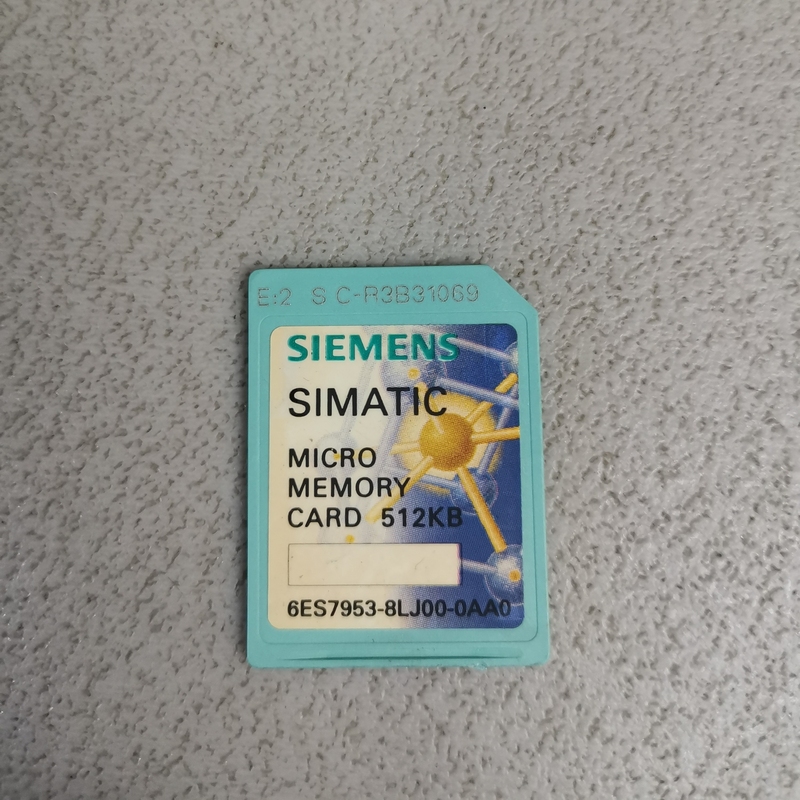 E:2 S C-R3B31069
SIEMENS
SIMATIC
MICRO
MEMORY
CARD 512KB
6ES7953-8LJ00-0AA0